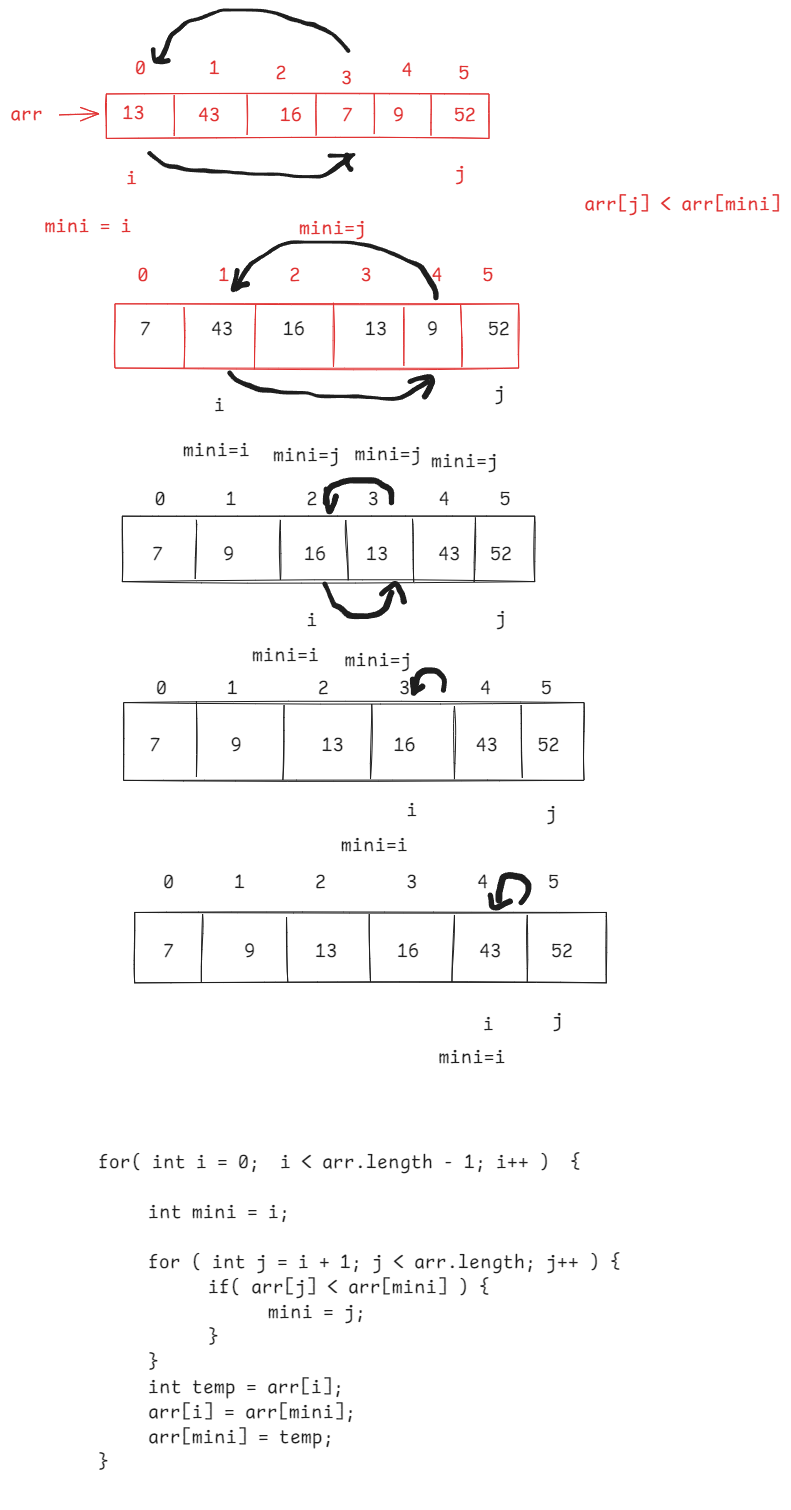 0 1 2 3 4 5
arr 13 43 16 7 9 52
i j
arr[j] < arr[mini]
mini = i mini=j
0 1 2 3 4 5
7 43 16 13 9 52
i j
mini=i mini=j mini=j mini=j
0 1 2 3 4 5
7 9 16 13 43 52
i j
mini=i mini=j
0 1 2 3 4 5
7 9 13 16 43 52
i j
mini=i
0 1 2 3 4 5
7 9 13 16 43 52
i j
mini=i
for( int i = 0; i < arr.length - 1; i++ ) {
int mini = i;
for ( int j = i + 1; j < arr.length; j++ ) {
if( arr[j] < arr[mini] ) {
mini = j;
}
}
int temp = arr[i];
arr[i] = arr[mini];
arr[mini] = temp;
}